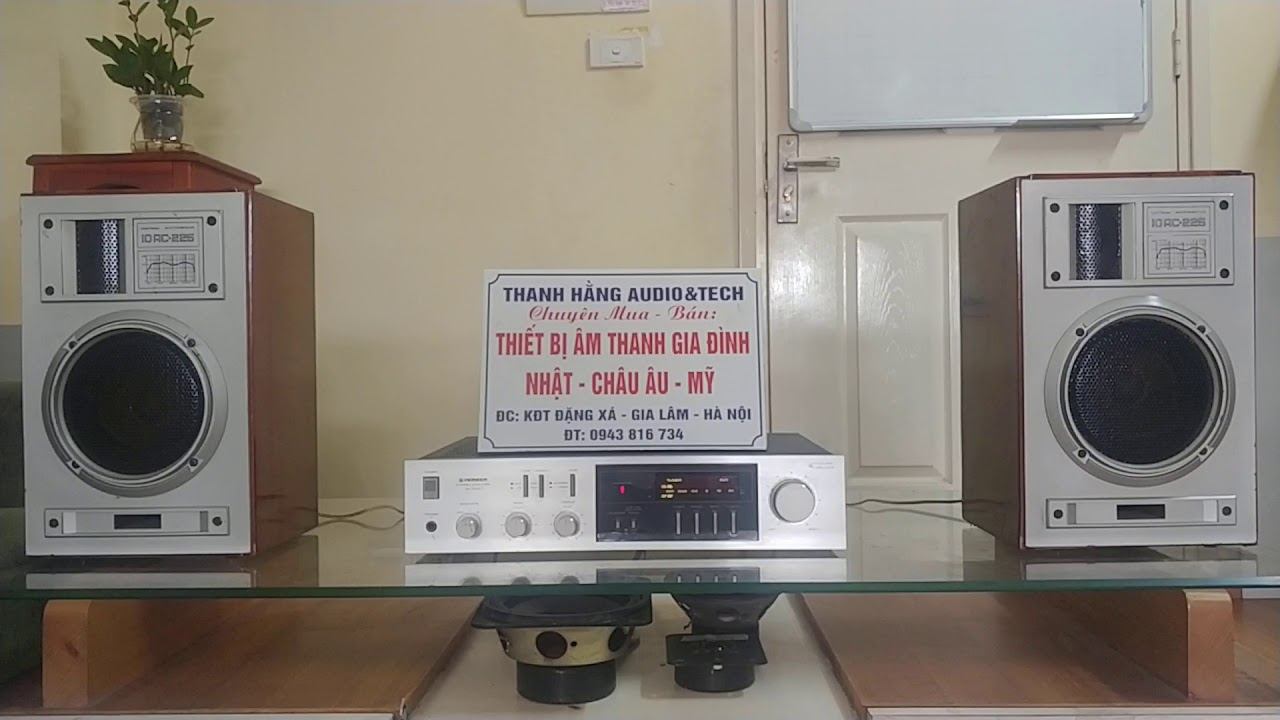 10 AC-225
10 AC-225
THANH HẰNG AUDIO&TECH
Chuyên Mua - Bán:
THIẾT BỊ ÂM THANH GIA ĐÌNH
NHẬT - CHÂU ÂU - MỸ
ĐC: KĐT ĐẶNG XÁ - GIA LÂM - HÀ NỘI
ĐT: 0943 816 734
PIONEER